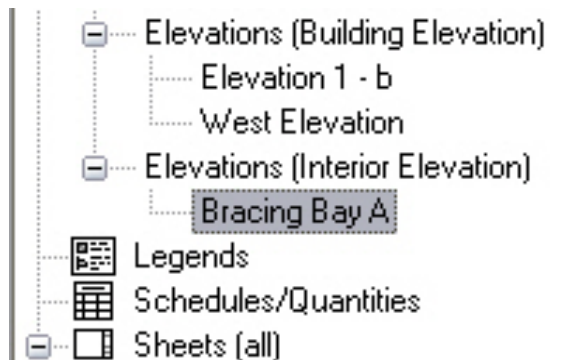 Elevations (Building Elevation)
Elevation 1 - b
West Elevation
Elevations (Interior Elevation)
Bracing Bay A
Legends
Schedules/Quantities
Sheets (all)